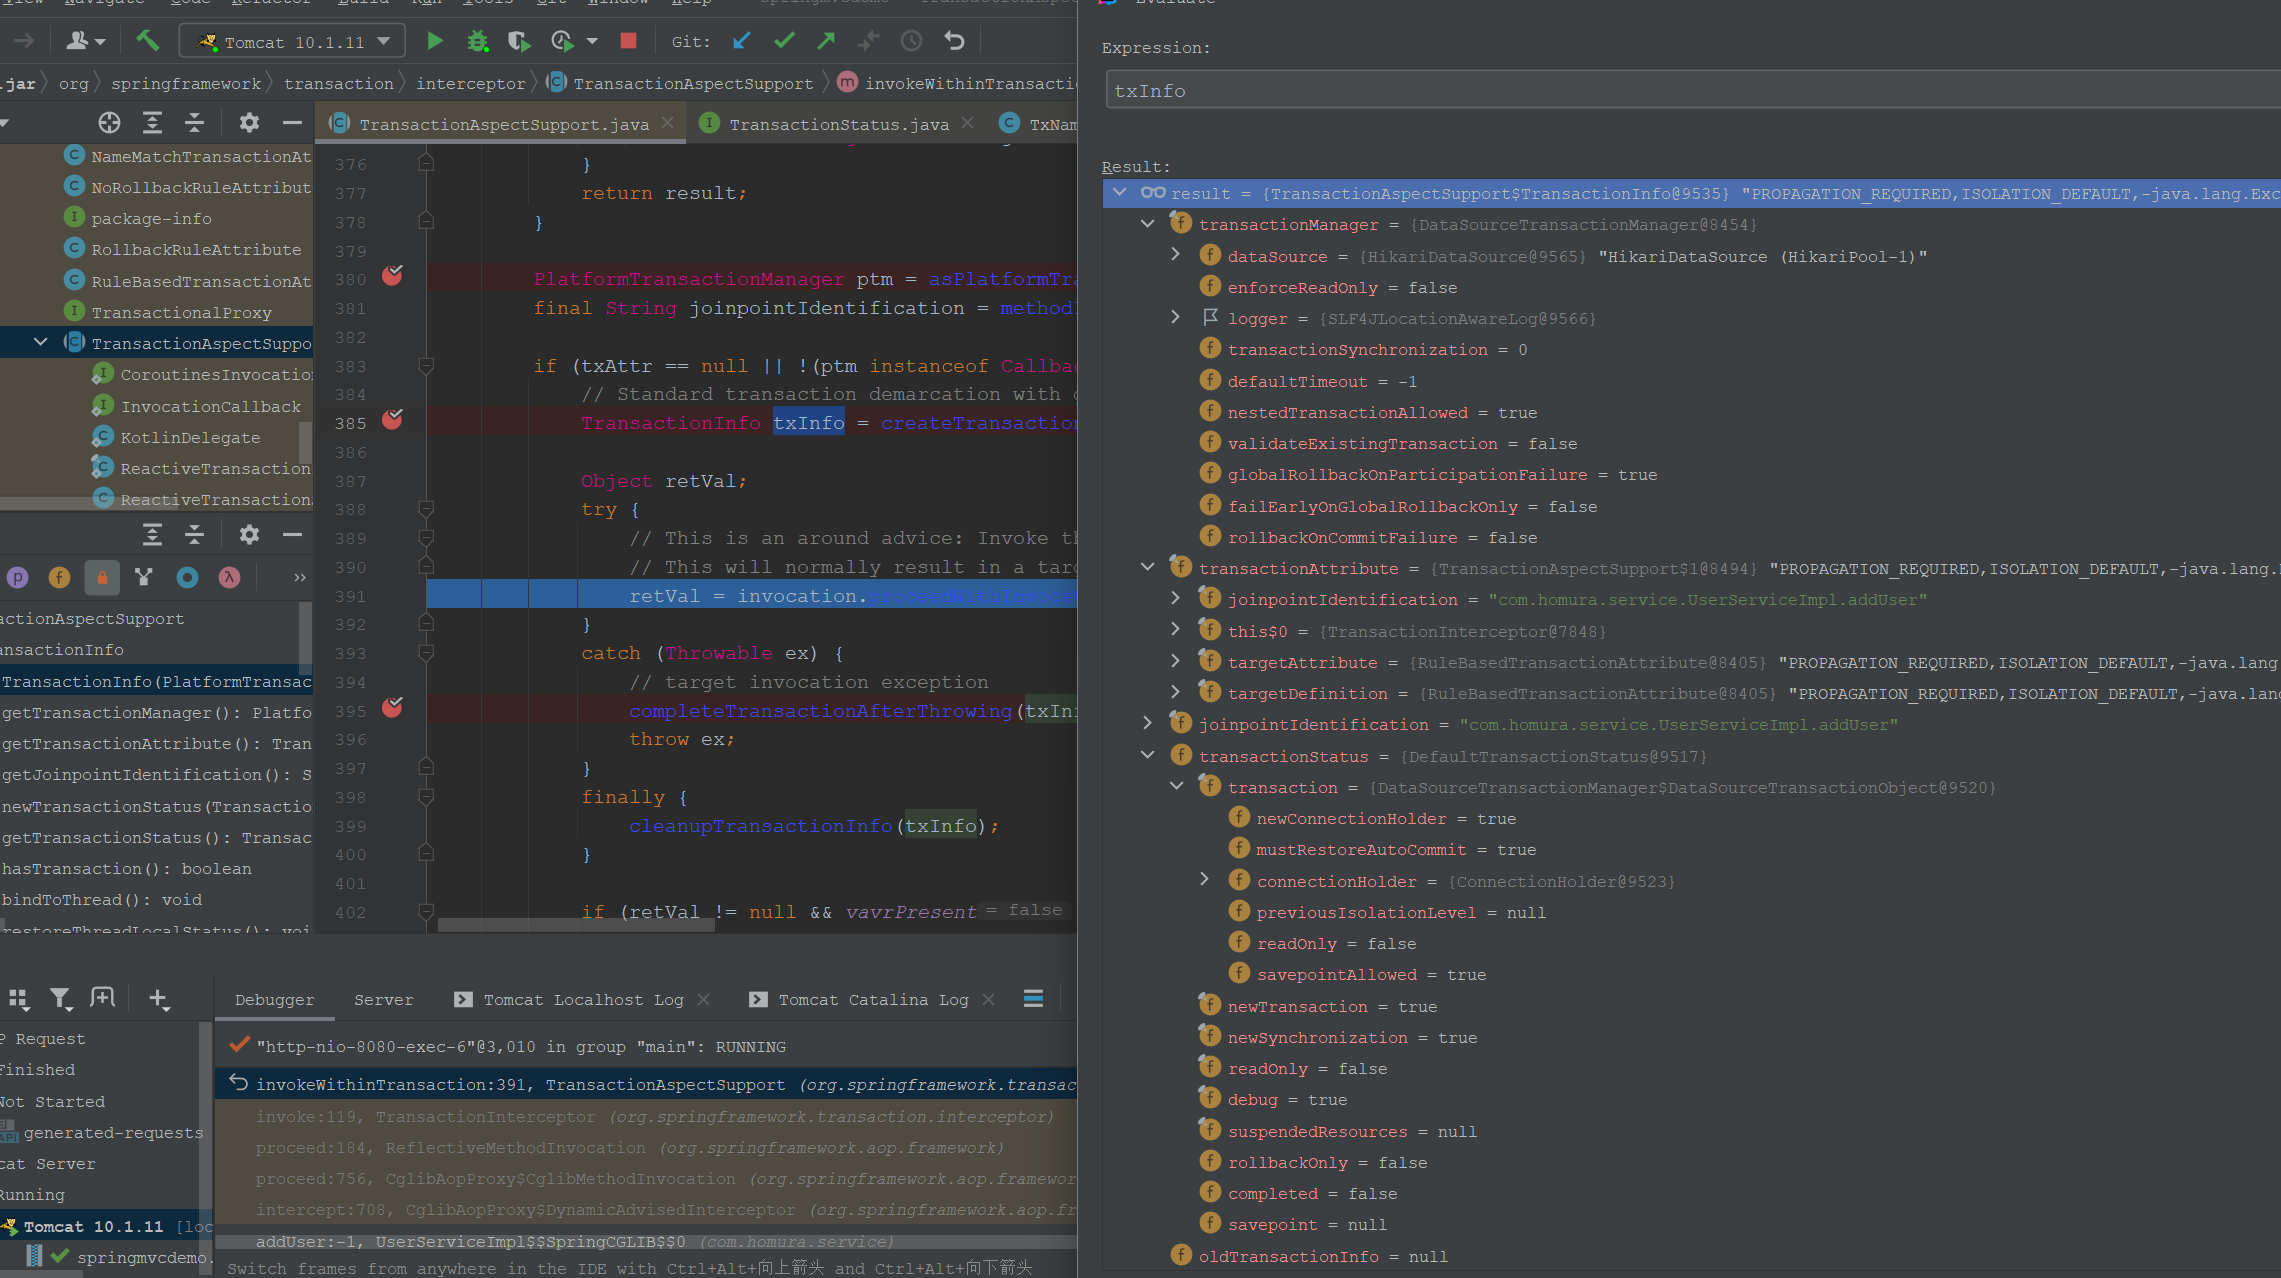 View Navigate Code Refactor Build Run Tools Git Window Help
Evaluate
Tomcat 10.1.11
Git:
.jar org springframework transaction interceptor TransactionAspectSupport invokeWithinTransacti
TransactionAspectSupport.java TransactionStatus.java TxNam
NameMatchTransactionAt
NoRollbackRuleAttribut
package-info
RollbackRuleAttribute
RuleBasedTransactionAt
TransactionalProxy
TransactionAspectSuppo
CoroutinesInvocation
InvocationCallback
KotlinDelegate
ReactiveTransaction
ReactiveTransaction
actionAspectSupport
ansactionInfo
TransactionInfo(PlatformTransac
getTransactionManager(): Platfo
getTransactionAttribute(): Tran
getJoinpointIdentification(): S
newTransactionStatus(Transactio
getTransactionStatus(): Transac
hasTransaction(): boolean
bindToThread(): void
restoreThreadLocalStatus(): voi
376 }
377 return result;
378 }
379
380 PlatformTransactionManager ptm = asPlatformTra
381 final String joinpointIdentification = methodI
382
383 if (txAttr == null || !(ptm instanceof Callbac
384 // Standard transaction demarcation with g
385 TransactionInfo txInfo = createTransaction
386
387 Object retVal;
388 try {
389 // This is an around advice: Invoke th
390 // This will normally result in a targ
391 retVal = invocation.
392 }
393 catch (Throwable ex) {
394 // target invocation exception
395 completeTransactionAfterThrowing(txInf
396 throw ex;
397 }
398 finally {
399 cleanupTransactionInfo(txInfo);
400 }
401
402 if (retVal != null && vavrPresent = false
Debugger Server Tomcat Localhost Log Tomcat Catalina Log
P Request
Finished
Not Started
generated-requests
cat Server
Running
Tomcat 10.1.11 [loc
springmvcdemo.
"http-nio-8080-exec-6"@3,010 in group "main": RUNNING
invokeWithinTransaction:391, TransactionAspectSupport (org.springframework.transac
invoke:119, TransactionInterceptor (org.springframework.transaction.interceptor)
proceed:184, ReflectiveMethodInvocation (org.springframework.aop.framework)
proceed:756, CglibAopProxy$CglibMethodInvocation (org.springframework.aop.framewor
intercept:708, CglibAopProxy$DynamicAdvisedInterceptor (org.springframework.aop.fr
addUser:-1, UserServiceImpl$$SpringCGLIB$$0 (com.homura.service)
Switch frames from anywhere in the IDE with Ctrl+Alt+向上箭头 and Ctrl+Alt+向下箭头
Expression:
txInfo
Result:
result = {TransactionAspectSupport$TransactionInfo@9535} "PROPAGATION_REQUIRED,ISOLATION_DEFAULT,-java.lang.Exc
transactionManager = {DataSourceTransactionManager@8454}
dataSource = {HikariDataSource@9565} "HikariDataSource (HikariPool-1)"
enforceReadOnly = false
logger = {SLF4JLocationAwareLog@9566}
transactionSynchronization = 0
defaultTimeout = -1
nestedTransactionAllowed = true
validateExistingTransaction = false
globalRollbackOnParticipationFailure = true
failEarlyOnGlobalRollbackOnly = false
rollbackOnCommitFailure = false
transactionAttribute = {TransactionAspectSupport$1@8494} "PROPAGATION_REQUIRED,ISOLATION_DEFAULT,-java.lang.
joinpointIdentification = "com.homura.service.UserServiceImpl.addUser"
this$0 = {TransactionInterceptor@7848}
targetAttribute = {RuleBasedTransactionAttribute@8405} "PROPAGATION_REQUIRED,ISOLATION_DEFAULT,-java.lang
targetDefinition = {RuleBasedTransactionAttribute@8405} "PROPAGATION_REQUIRED,ISOLATION_DEFAULT,-java.lan
joinpointIdentification = "com.homura.service.UserServiceImpl.addUser"
transactionStatus = {DefaultTransactionStatus@9517}
transaction = {DataSourceTransactionManager$DataSourceTransactionObject@9520}
newConnectionHolder = true
mustRestoreAutoCommit = true
connectionHolder = {ConnectionHolder@9523}
previousIsolationLevel = null
readOnly = false
savepointAllowed = true
newTransaction = true
newSynchronization = true
readOnly = false
debug = true
suspendedResources = null
rollbackOnly = false
completed = false
savepoint = null
oldTransactionInfo = null